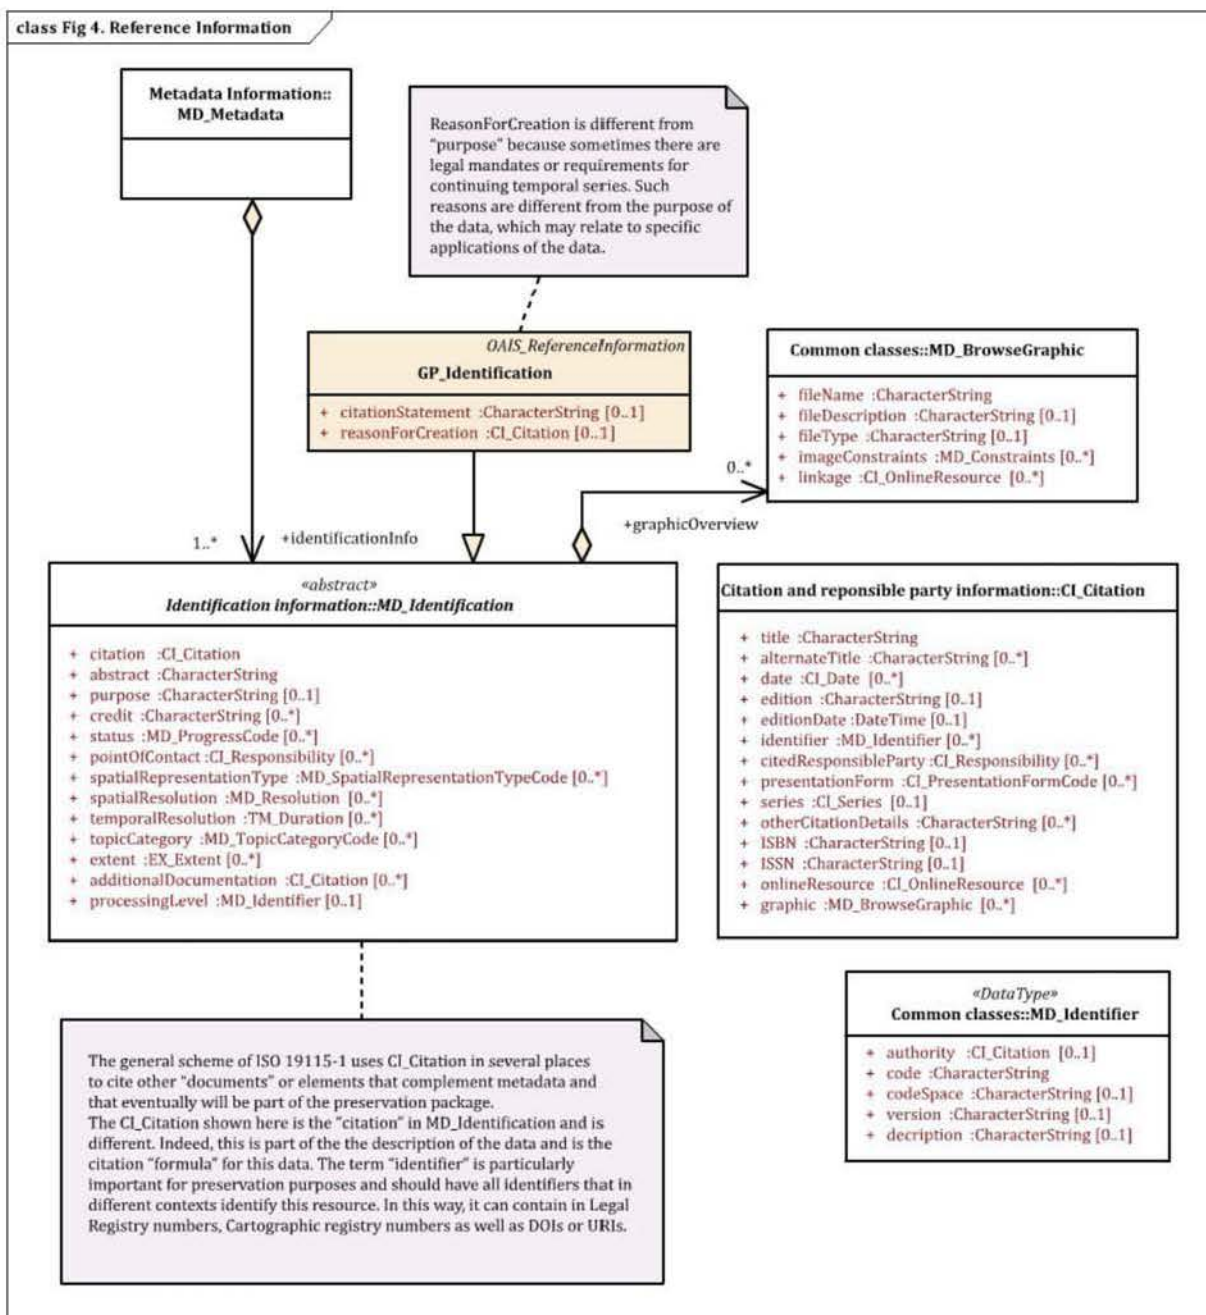 class Fig 4. Reference Information
Metadata Information::
MD_Metadata
ReasonForCreation is different from
"purpose" because sometimes there are
legal mandates or requirements for
continuing temporal series. Such
reasons are different from the purpose of
the data, which may relate to specific
applications of the data.
OAIS_ReferenceInformation
GP_Identification
+ citationStatement :CharacterString [0..1]
+ reasonForCreation :CI_Citation [0..1]
Common classes::MD_BrowseGraphic
+ fileName :CharacterString
+ fileDescription :CharacterString [0..1]
+ fileType :CharacterString [0..1]
+ imageConstraints :MD_Constraints [0..*]
+ linkage :CI_OnlineResource [0..*]
0..*
+graphicOverview
1..*
+identificationInfo
«abstract»
Identification information::MD_Identification
+ citation :CI_Citation
+ abstract :CharacterString
+ purpose :CharacterString [0..1]
+ credit :CharacterString [0..*]
+ status :MD_ProgressCode [0..*]
+ pointOfContact :CI_Responsibility [0..*]
+ spatialRepresentationType :MD_SpatialRepresentationTypeCode [0..*]
+ spatialResolution :MD_Resolution [0..*]
+ temporalResolution :TM_Duration [0..*]
+ topicCategory :MD_TopicCategoryCode [0..*]
+ extent :EX_Extent [0..*]
+ additionalDocumentation :CI_Citation [0..*]
+ processingLevel :MD_Identifier [0..1]
Citation and reponsible party information::CI_Citation
+ title :CharacterString
+ alternateTitle :CharacterString [0..*]
+ date :CI_Date [0..*]
+ edition :CharacterString [0..1]
+ editionDate :DateTime [0..1]
+ identifier :MD_Identifier [0..*]
+ citedResponsibleParty :CI_Responsibility [0..*]
+ presentationForm :CI_PresentationFormCode [0..*]
+ series :CI_Series [0..1]
+ otherCitationDetails :CharacterString [0..*]
+ ISBN :CharacterString [0..1]
+ ISSN :CharacterString [0..1]
+ onlineResource :CI_OnlineResource [0..*]
+ graphic :MD_BrowseGraphic [0..*]
«DataType»
Common classes::MD_Identifier
+ authority :CI_Citation [0..1]
+ code :CharacterString
+ codeSpace :CharacterString [0..1]
+ version :CharacterString [0..1]
+ decription :CharacterString [0..1]
The general scheme of ISO 19115-1 uses CI_Citation in several places
to cite other "documents" or elements that complement metadata and
that eventually will be part of the preservation package.
The CI_Citation shown here is the "citation" in MD_Identification and is
different. Indeed, this is part of the the description of the data and is the
citation "formula" for this data. The term "identifier" is particularly
important for preservation purposes and should have all identifiers that in
different contexts identify this resource. In this way, it can contain in Legal
Registry numbers, Cartographic registry numbers as well as DOIs or URIs.